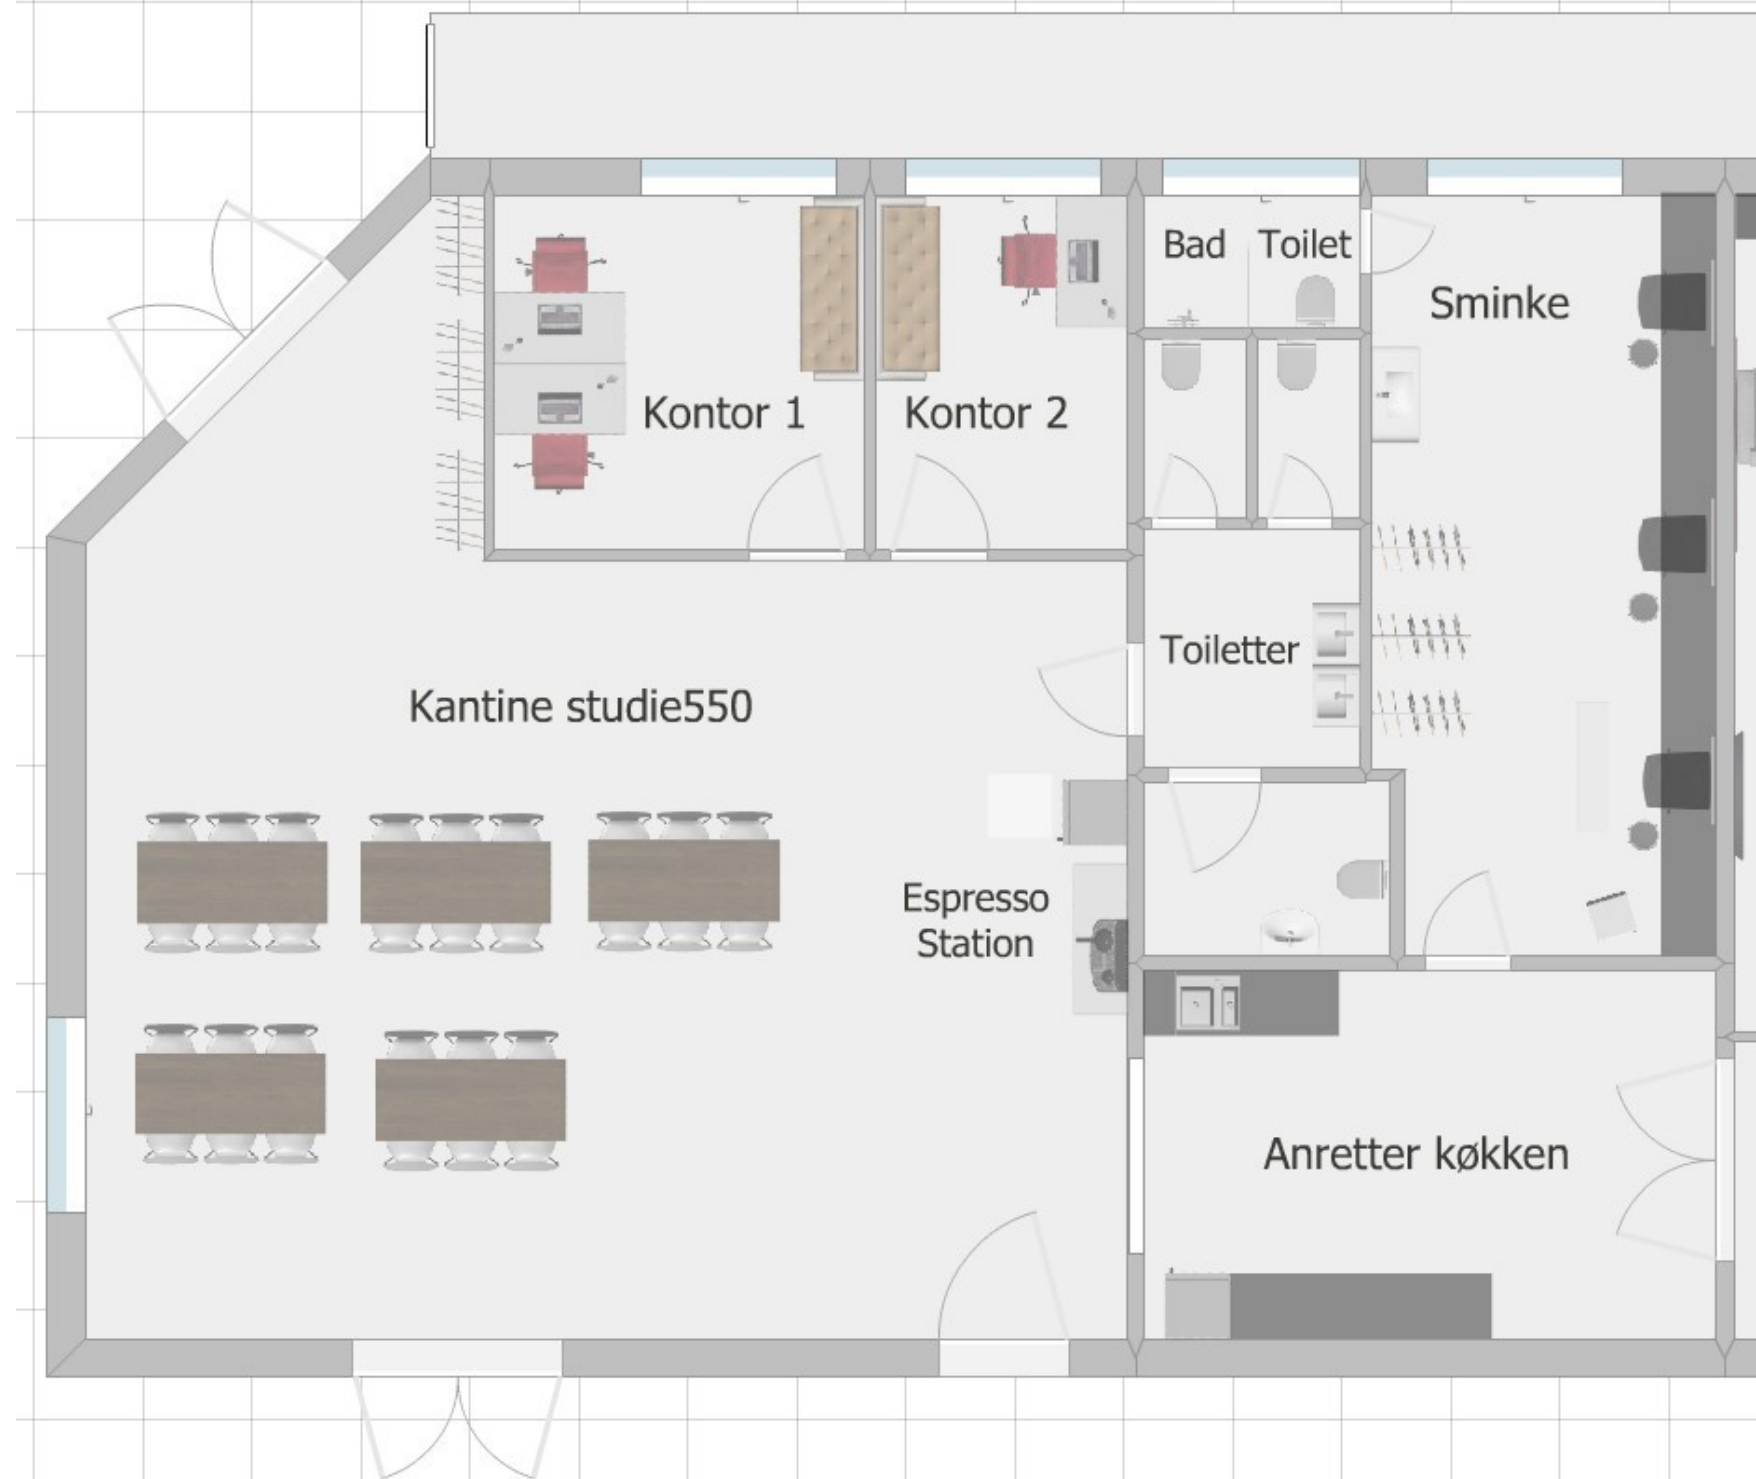 Bad
Toilet
Sminke
Kontor 1
Kontor 2
Toiletter
Kantine studie550
Espresso
Station
Anretter køkken